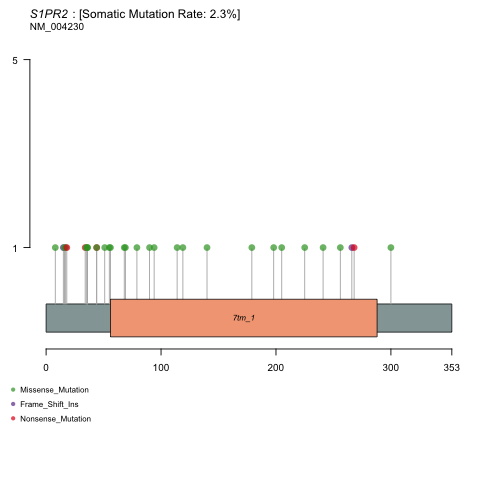 S1PR2 : [Somatic Mutation Rate: 2.3%]
NM_004230
5
1
7tm_1
0 100 200 300 353
Missense_Mutation
Frame_Shift_Ins
Nonsense_Mutation